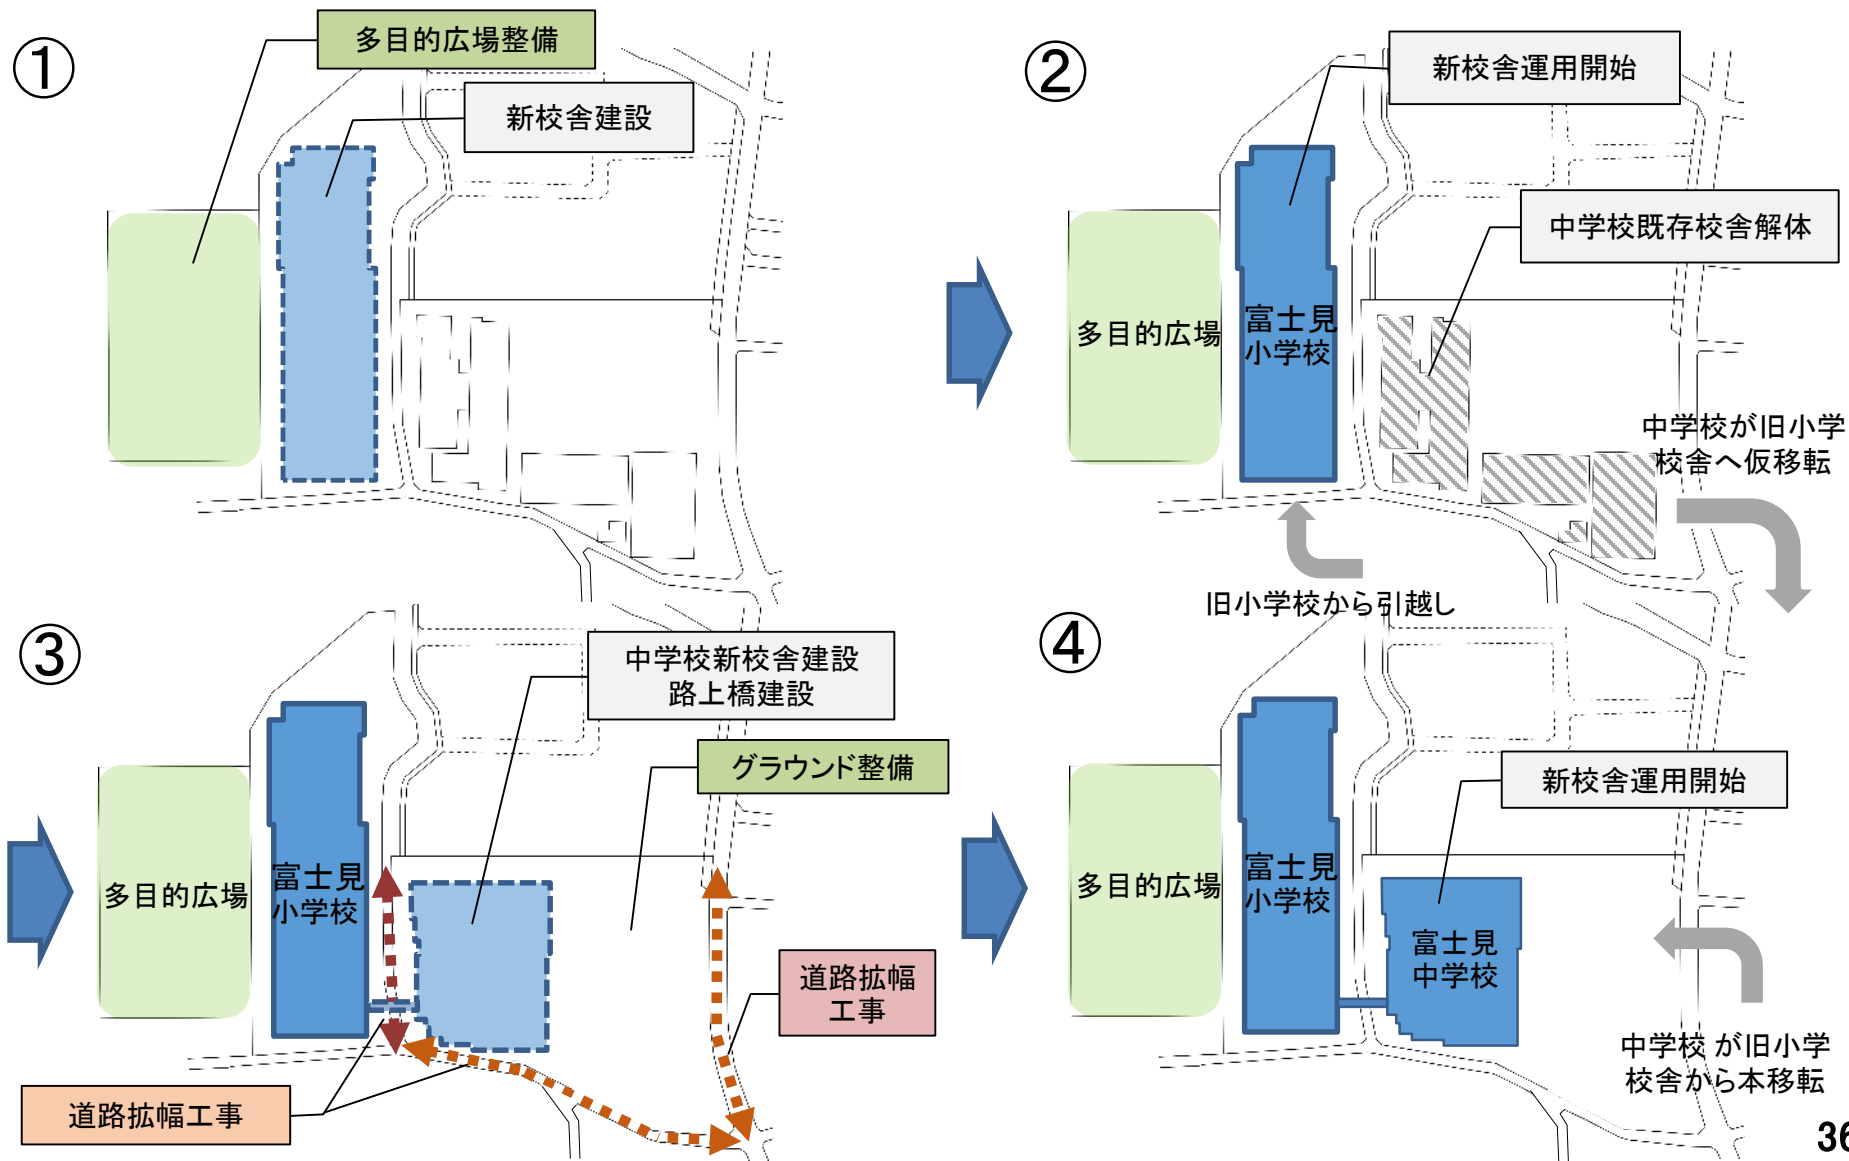 ①
多目的広場整備
新校舎建設
②
新校舎運用開始
中学校既存校舎解体
多目的広場
富士見
小学校
中学校が旧小学
校舎へ仮移転
旧小学校から引越し
③
中学校新校舎建設
路上橋建設
グラウンド整備
多目的広場
富士見
小学校
道路拡幅
工事
道路拡幅工事
④
新校舎運用開始
多目的広場
富士見
小学校
富士見
中学校
中学校 が旧小学
校舎から本移転
36